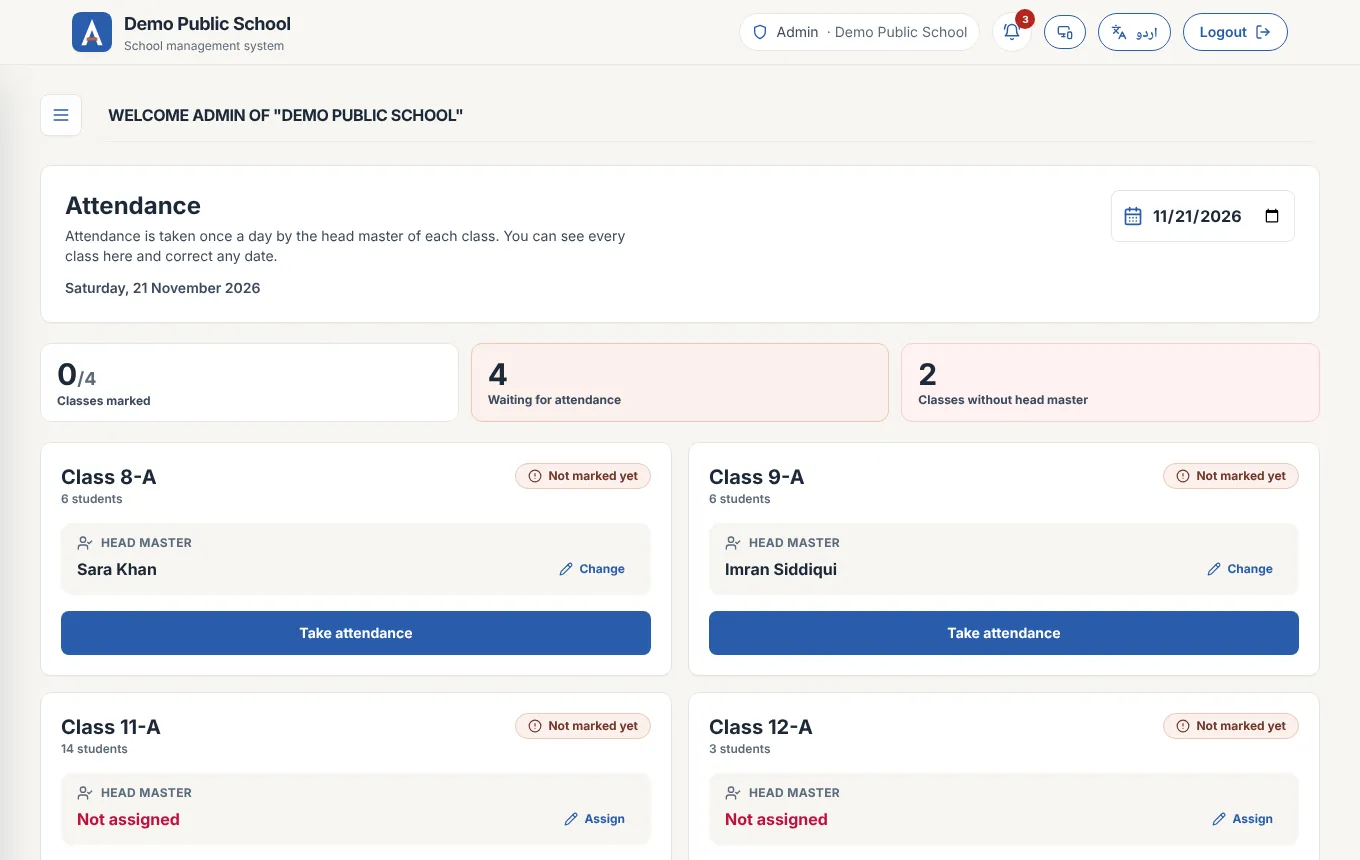 Demo Public School
School management system
Admin · Demo Public School
3
اردو
Logout
WELCOME ADMIN OF "DEMO PUBLIC SCHOOL"
Attendance
Attendance is taken once a day by the head master of each class. You can see every
class here and correct any date.
Saturday, 21 November 2026
11/21/2026
0/4
Classes marked
4
Waiting for attendance
2
Classes without head master
Class 8-A
Not marked yet
6 students
HEAD MASTER
Sara Khan
Change
Take attendance
Class 9-A
Not marked yet
6 students
HEAD MASTER
Imran Siddiqui
Change
Take attendance
Class 11-A
Not marked yet
14 students
HEAD MASTER
Not assigned
Assign
Class 12-A
Not marked yet
3 students
HEAD MASTER
Not assigned
Assign